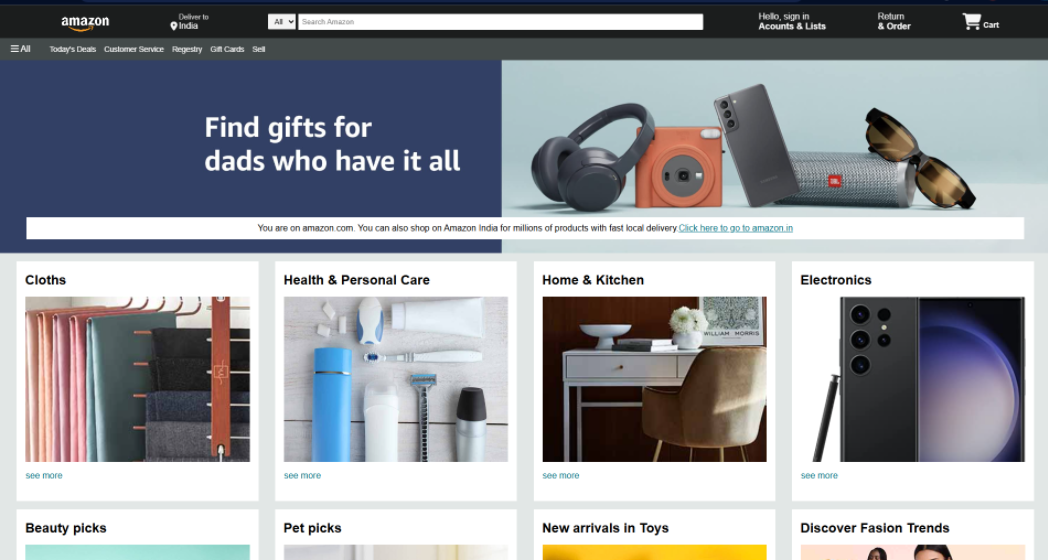 amazon
.in
Deliver to
India
All
Search Amazon
Hello, sign in
Acounts & Lists
Return
& Order
Cart
All
Today's Deals Customer Service Regestry Gift Cards Sell
Find gifts for
dads who have it all
JBL
You are on amazon.com. You can also shop on Amazon India for millions of products with fast local delivery.Click here to go to amazon.in
Cloths
Health & Personal Care
Home & Kitchen
Electronics
WILLIAM MORRIS
see more
see more
see more
see more
Beauty picks
Pet picks
New arrivals in Toys
Discover Fasion Trends